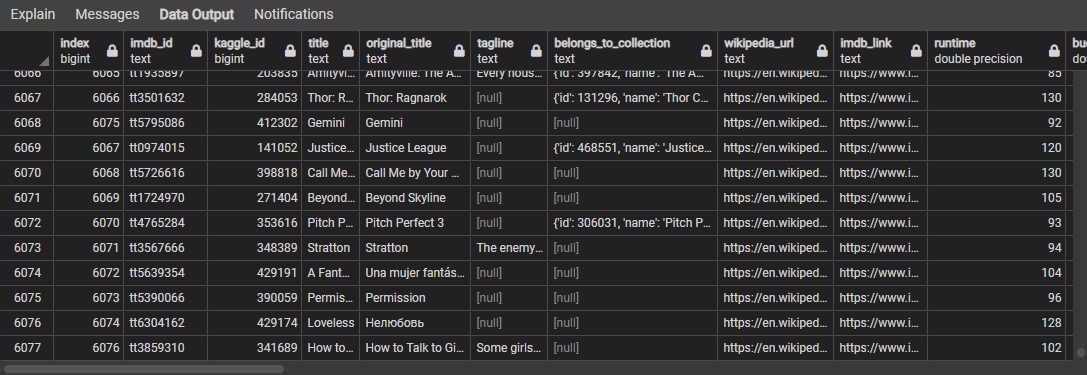 Explain Messages Data Output Notifications
index imdb_id kaggle_id title original_title tagline belongs_to_collection wikipedia_url imdb_link runtime bu
bigint text bigint text text text text text text double precision dou
6066 6065 tt1935897 203835 Amityvil... Amityville: The A... Every hous... {'id': 397842, 'name': 'The A... https://en.wikiped... https://www.i... 85
6067 6066 tt3501632 284053 Thor: R... Thor: Ragnarok [null] {'id': 131296, 'name': 'Thor C... https://en.wikiped... https://www.i... 130
6068 6075 tt5795086 412302 Gemini Gemini [null] [null] https://en.wikiped... https://www.i... 92
6069 6067 tt0974015 141052 Justice... Justice League [null] {'id': 468551, 'name': 'Justice... https://en.wikiped... https://www.i... 120
6070 6068 tt5726616 398818 Call Me... Call Me by Your ... [null] [null] https://en.wikiped... https://www.i... 130
6071 6069 tt1724970 271404 Beyond... Beyond Skyline [null] [null] https://en.wikiped... https://www.i... 105
6072 6070 tt4765284 353616 Pitch P... Pitch Perfect 3 [null] {'id': 306031, 'name': 'Pitch P... https://en.wikiped... https://www.i... 93
6073 6071 tt3567666 348389 Stratton Stratton The enemy... [null] https://en.wikiped... https://www.i... 94
6074 6072 tt5639354 429191 A Fant... Una mujer fantás... [null] [null] https://en.wikiped... https://www.i... 104
6075 6073 tt5390066 390059 Permis... Permission [null] [null] https://en.wikiped... https://www.i... 96
6076 6074 tt6304162 429174 Loveless Нелюбовь [null] [null] https://en.wikiped... https://www.i... 128
6077 6076 tt3859310 341689 How to... How to Talk to Gi... Some girls... [null] https://en.wikiped... https://www.i... 102